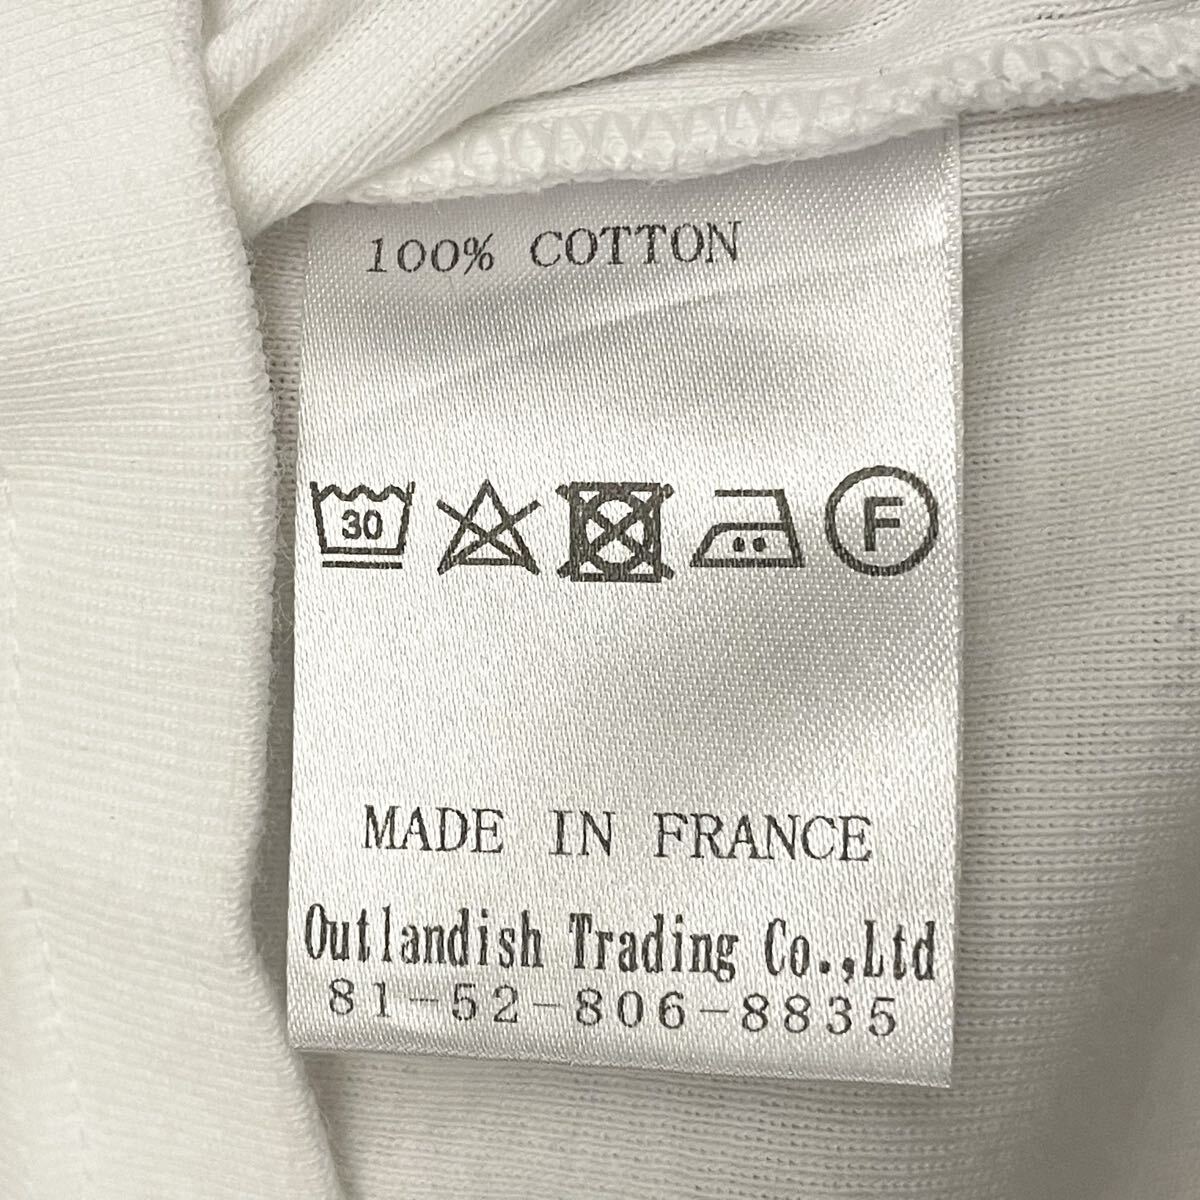 100% COTTON
30 F
MADE IN FRANCE
Outlandish Trading Co.,Ltd
81-52-806-8835